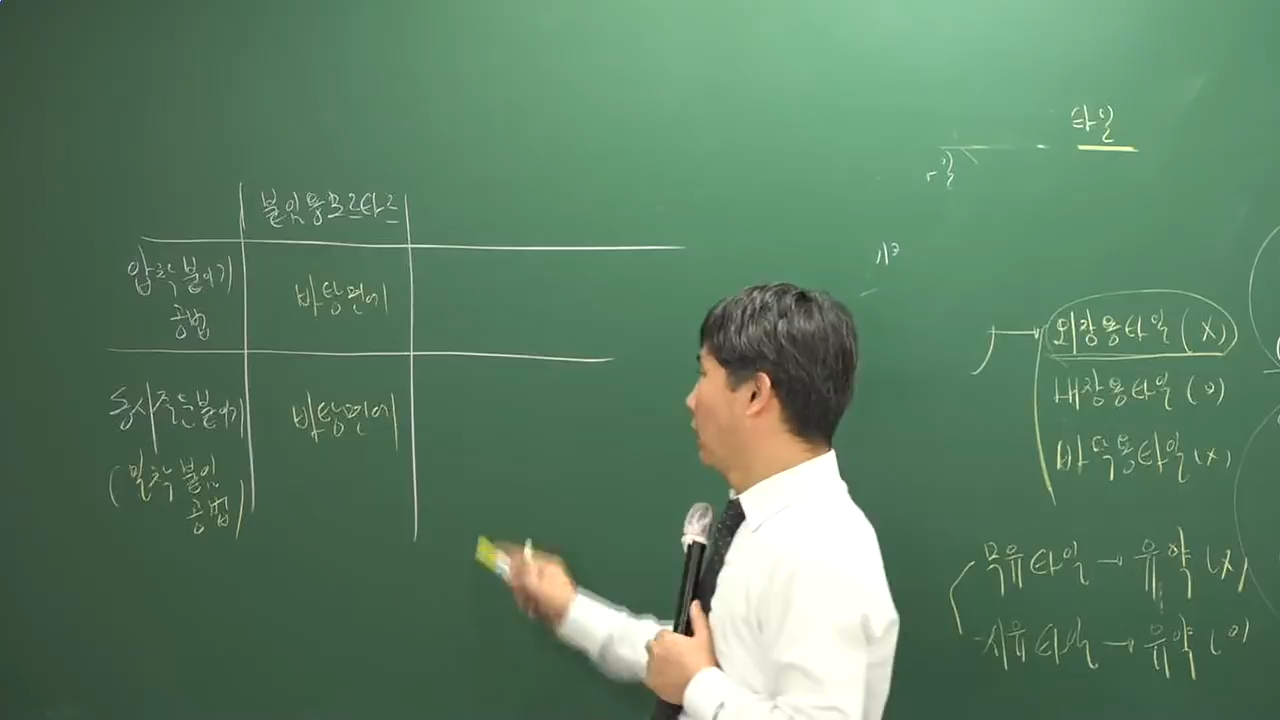 붙임용모르타르
압착붙이기
공법
바탕면에
동시줄눈붙이기
(밀착붙임
공법)
바탕면에
타일
외장용타일 (X)
내장용타일 (O)
바닥용타일 (X)
무유타일 → 유약 (X)
시유타일 → 유약 (O)